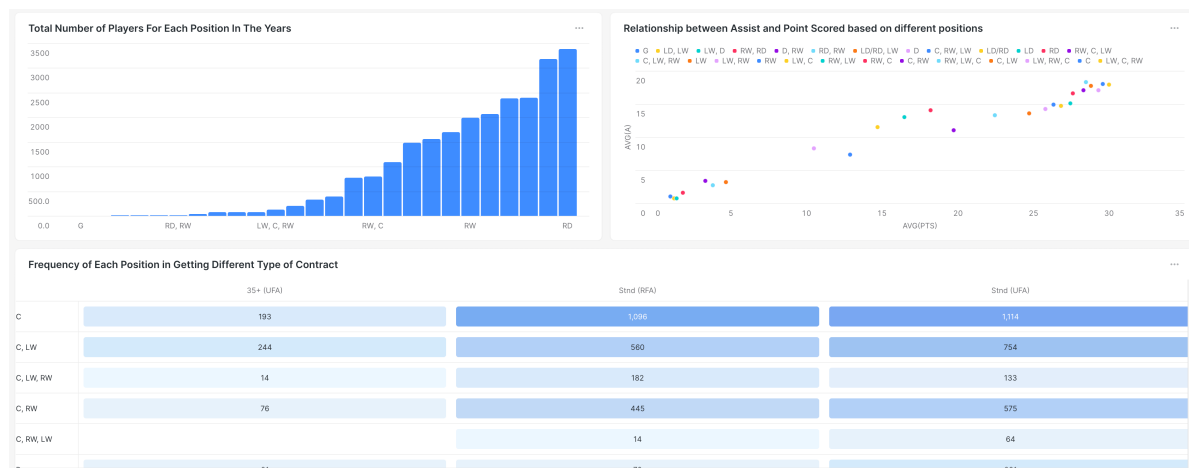 Total Number of Players For Each Position In The Years
3500
3000
2500
2000
1500
1000
500.0
0.0
G
RD, RW
LW, C, RW
RW, C
RW
RD
Relationship between Assist and Point Scored based on different positions
G LD, LW LW, D RW, RD D, RW RD, RW LD/RD, LW D C, RW, LW LD/RD LD RD RW, C, LW
C, LW, RW LW LW, RW RW LW, C RW, LW RW, C C, RW RW, LW, C C, LW LW, RW, C C LW, C, RW
AVG(A)
20
15
10
5
0
0 5 10 15 20 25 30 35
AVG(PTS)
Frequency of Each Position in Getting Different Type of Contract
35+ (UFA) Stnd (RFA) Stnd (UFA)
C 193 1,096 1,114
C, LW 244 560 754
C, LW, RW 14 182 133
C, RW 76 445 575
C, RW, LW 14 64